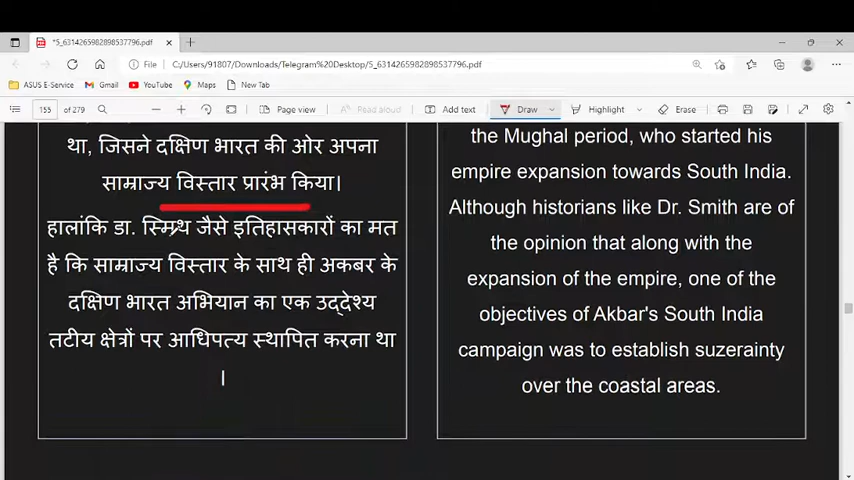 *5_6314265982898537796.pdf
File C:/Users/91807/Downloads/Telegram%20Desktop/5_6314265982898537796.pdf
ASUS E-Service Gmail YouTube Maps New Tab
155 of 279 Page view Read aloud Add text Draw Highlight Erase
था, जिसने दक्षिण भारत की ओर अपना
साम्राज्य विस्तार प्रारंभ किया।
हालांकि डा. स्मिथ जैसे इतिहासकारों का मत
है कि साम्राज्य विस्तार के साथ ही अकबर के
दक्षिण भारत अभियान का एक उद्देश्य
तटीय क्षेत्रों पर आधिपत्य स्थापित करना था
।
the Mughal period, who started his
empire expansion towards South India.
Although historians like Dr. Smith are of
the opinion that along with the
expansion of the empire, one of the
objectives of Akbar's South India
campaign was to establish suzerainty
over the coastal areas.